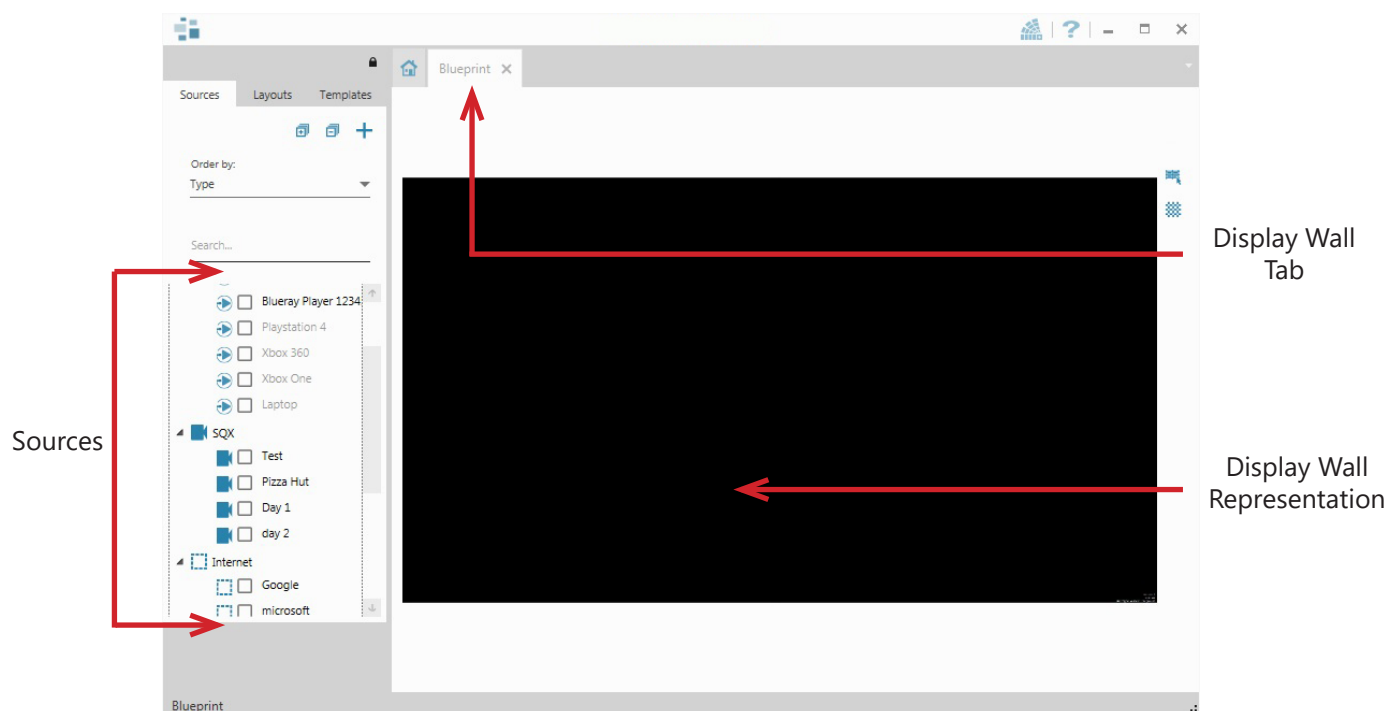 Blueprint
Sources
Layouts
Templates
Order by:
Type
Search...
Blueray Player 1234
Playstation 4
Xbox 360
Xbox One
Laptop
SQX
Test
Pizza Hut
Day 1
day 2
Internet
Google
microsoft
Blueprint
Sources
Display Wall
Tab
Display Wall
Representation